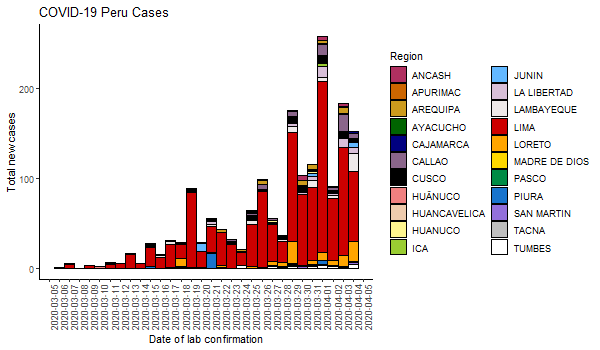 COVID-19 Peru Cases
Total new cases
200
100
0
2020-03-05
2020-03-06
2020-03-07
2020-03-08
2020-03-09
2020-03-10
2020-03-11
2020-03-12
2020-03-13
2020-03-14
2020-03-15
2020-03-16
2020-03-17
2020-03-18
2020-03-19
2020-03-20
2020-03-21
2020-03-22
2020-03-23
2020-03-24
2020-03-25
2020-03-26
2020-03-27
2020-03-28
2020-03-29
2020-03-30
2020-03-31
2020-04-01
2020-04-02
2020-04-03
2020-04-04
2020-04-05
Date of lab confirmation
Region
ANCASH
APURIMAC
AREQUIPA
AYACUCHO
CAJAMARCA
CALLAO
CUSCO
HUÃNUCO
HUANCAVELICA
HUANUCO
ICA
JUNIN
LA LIBERTAD
LAMBAYEQUE
LIMA
LORETO
MADRE DE DIOS
PASCO
PIURA
SAN MARTIN
TACNA
TUMBES